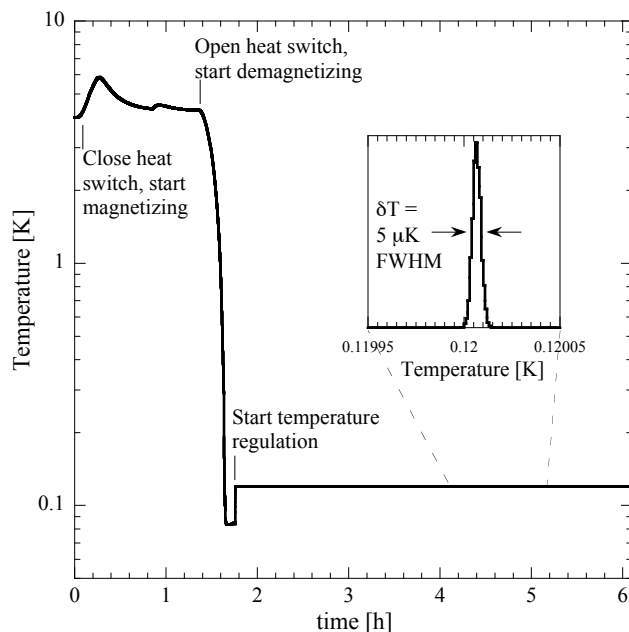 10
Open heat switch,
start demagnetizing
Close heat
switch, start
magnetizing
δT =
5 μK
FWHM
0.11995
0.12
0.12005
Temperature [K]
1
Temperature [K]
Start temperature
regulation
0.1
0
1
2
3
4
5
6
time [h]